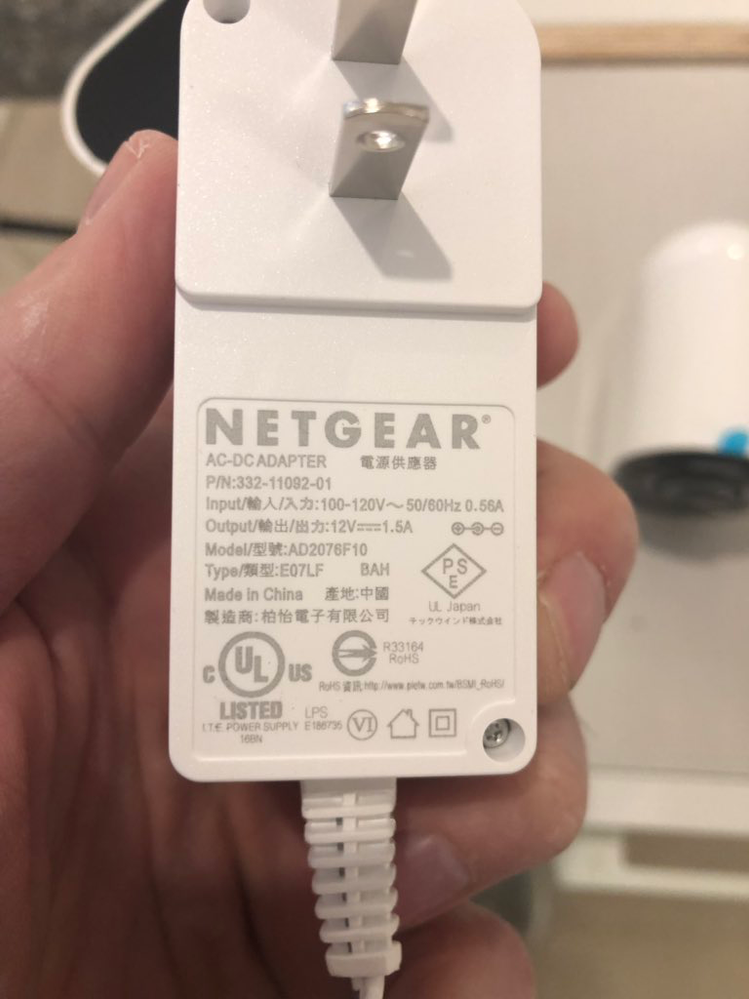 NETGEAR®
AC-DC ADAPTER 電源供應器
P/N:332-11092-01
Input/輸入/入力:100-120V～50/60Hz 0.56A
Output/輸出/出力:12V⎓1.5A
Model/型號:AD2076F10
Type/類型:E07LF BAH
Made in China 產地:中國
製造商:柏怡電子有限公司
PS
E
UL Japan
テックウインド株式会社
C UL US
LISTED
I.T.E. POWER SUPPLY
16BN
R33164
RoHS
RoHS 資訊 http://www.pietw.com.tw/BSMI_RoHS/
LPS
E186735
VI